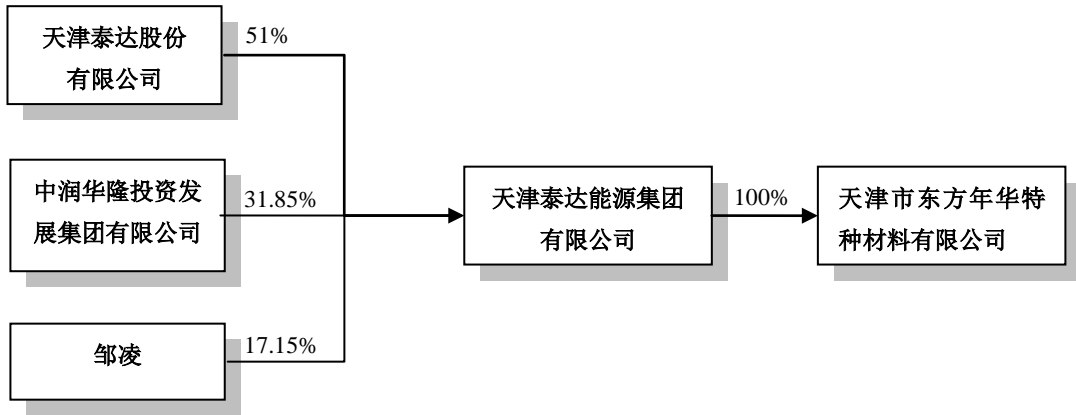 天津泰达股份
有限公司
51%
中润华隆投资发
展集团有限公司
31.85%
邹凌
17.15%
天津泰达能源集团
有限公司
100%
天津市东方年华特
种材料有限公司